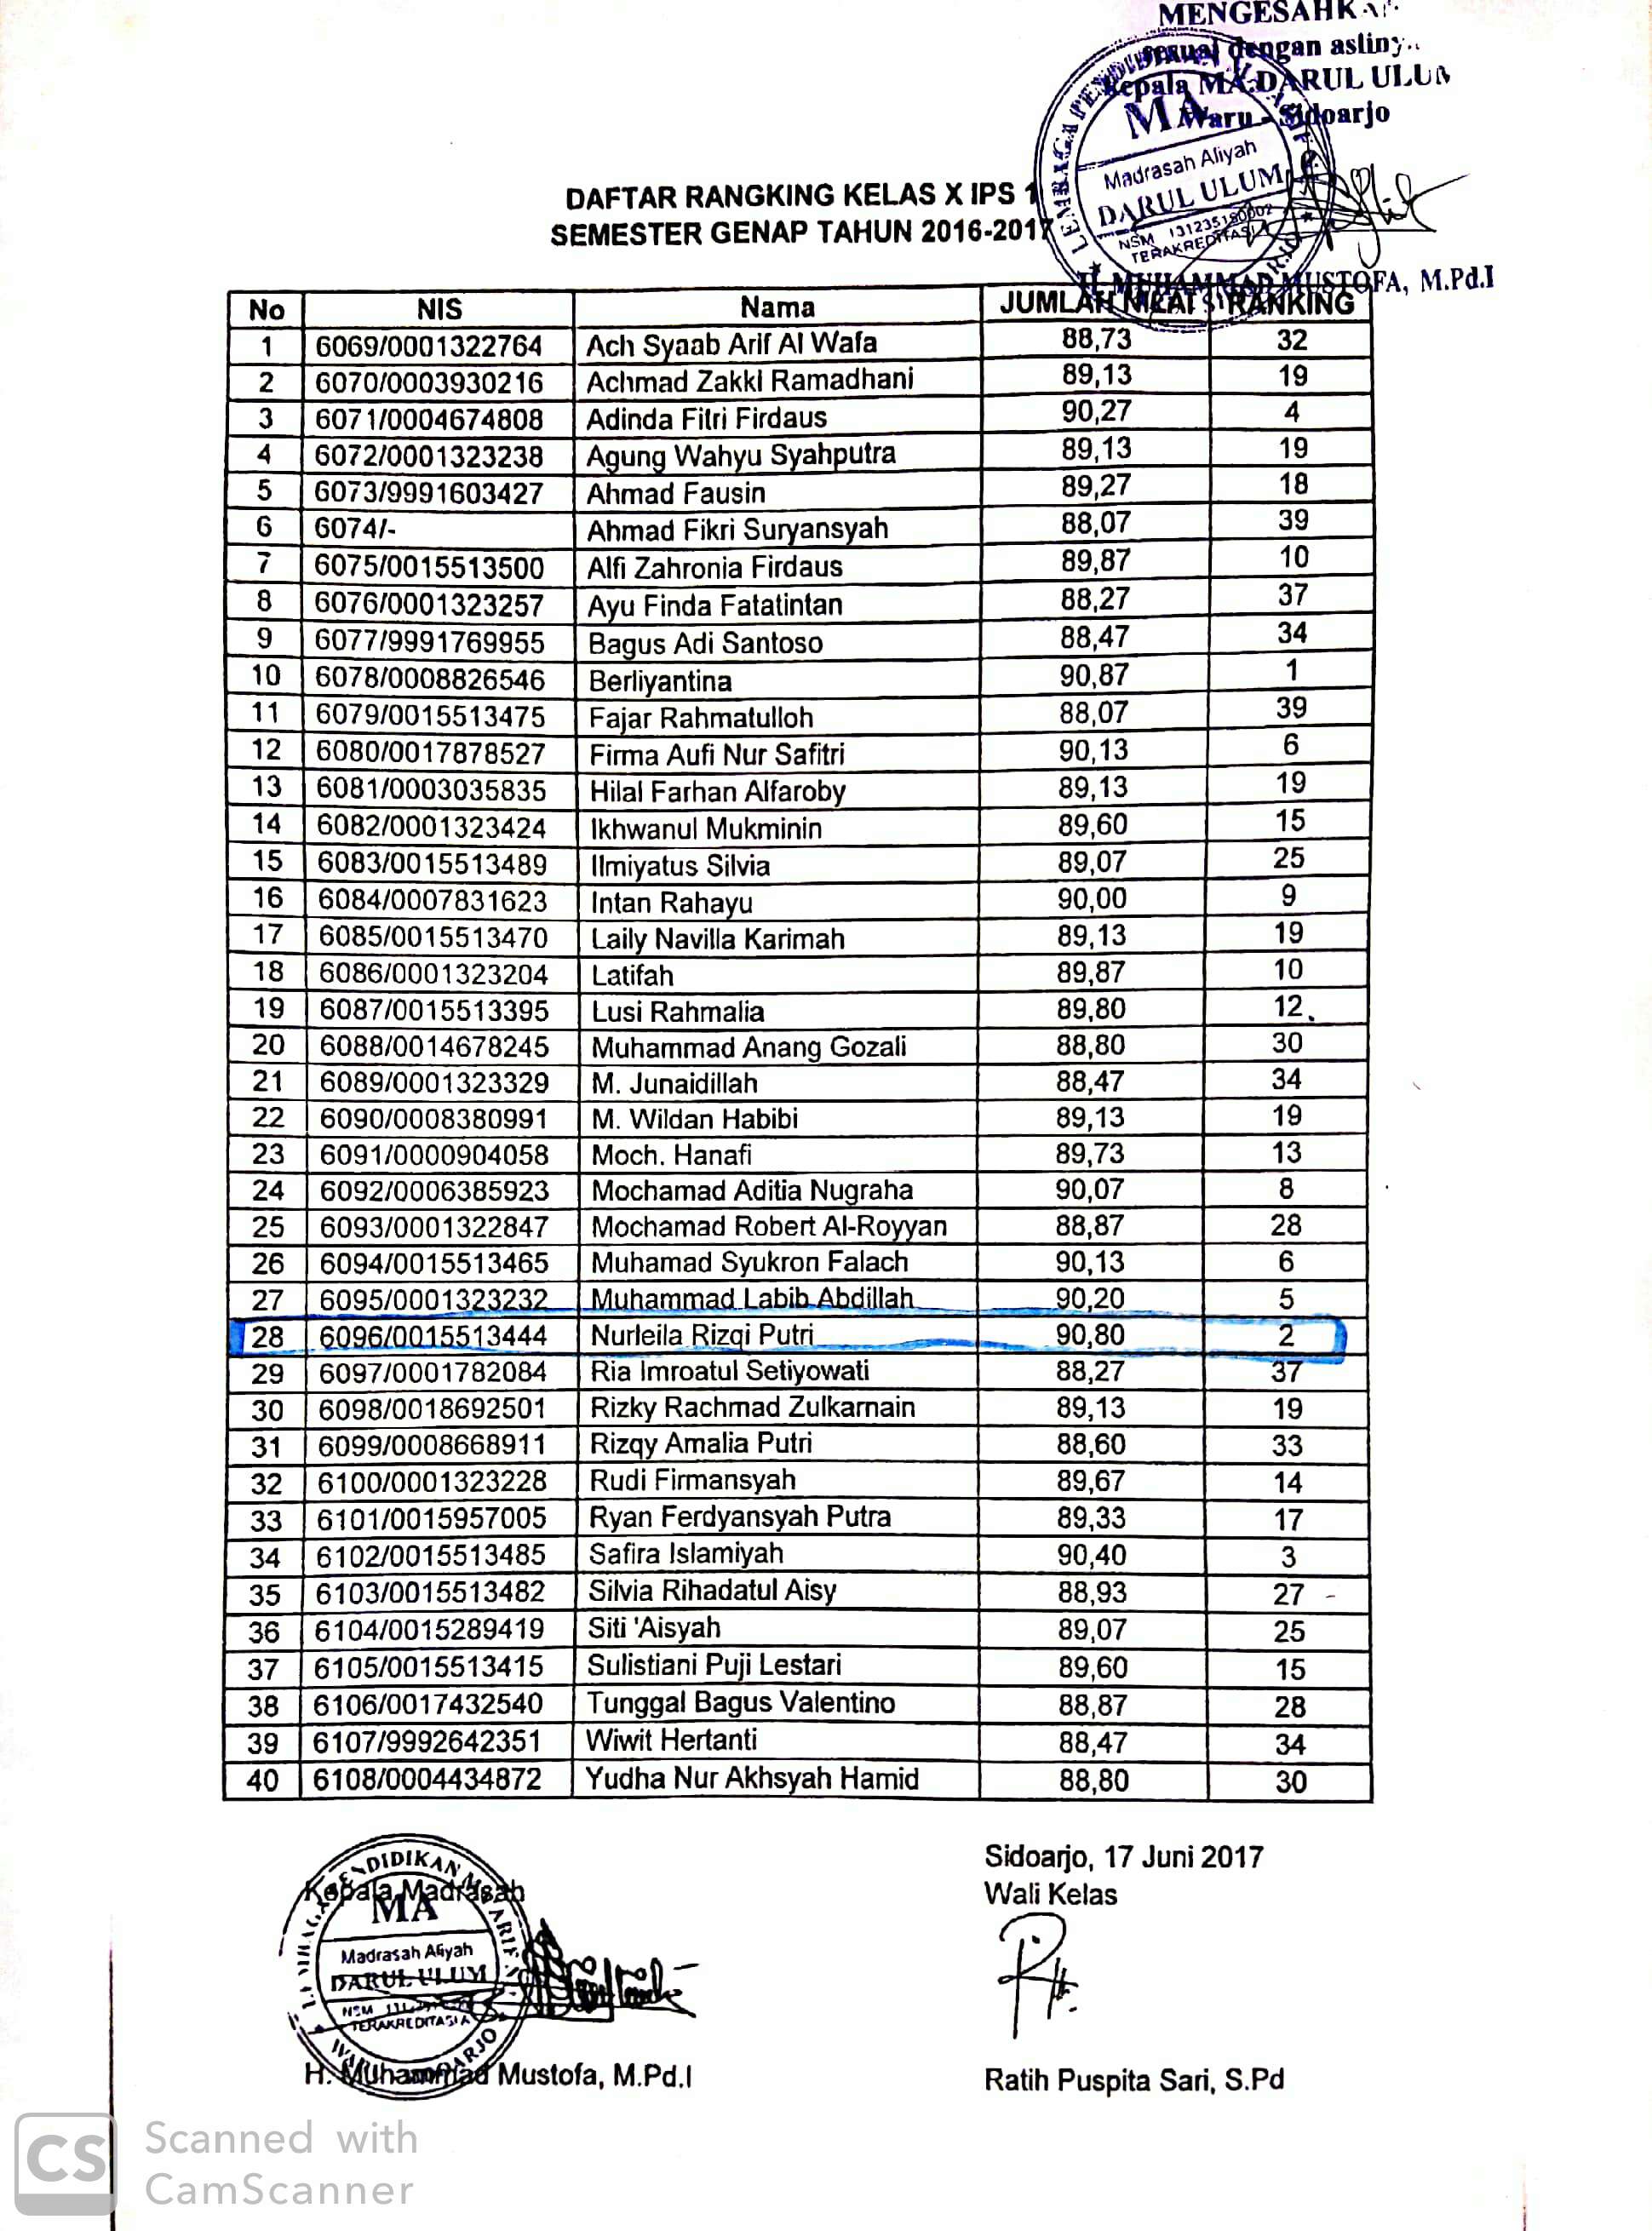 MENGESAHKA
sesuai dengan asliny
Kepala MA.DARUL ULUM
Waru - Sidoarjo
MA
Madrasah Aliyah
DARUL ULUM
NSM 131235150002
TERAKREDITASI A
H. MUHAMMAD MUSTOFA, M.Pd.I
DAFTAR RANGKING KELAS X IPS 1
SEMESTER GENAP TAHUN 2016-2017
No NIS Nama JUMLAH NILAI RANKING
1 6069/0001322764 Ach Syaab Arif Al Wafa 88,73 32
2 6070/0003930216 Achmad Zakki Ramadhani 89,13 19
3 6071/0004674808 Adinda Fitri Firdaus 90,27 4
4 6072/0001323238 Agung Wahyu Syahputra 89,13 19
5 6073/9991603427 Ahmad Fausin 89,27 18
6 6074/- Ahmad Fikri Suryansyah 88,07 39
7 6075/0015513500 Alfi Zahronia Firdaus 89,87 10
8 6076/0001323257 Ayu Finda Fatatintan 88,27 37
9 6077/9991769955 Bagus Adi Santoso 88,47 34
10 6078/0008826546 Berliyantina 90,87 1
11 6079/0015513475 Fajar Rahmatulloh 88,07 39
12 6080/0017878527 Firma Aufi Nur Safitri 90,13 6
13 6081/0003035835 Hilal Farhan Alfaroby 89,13 19
14 6082/0001323424 Ikhwanul Mukminin 89,60 15
15 6083/0015513489 Ilmiyatus Silvia 89,07 25
16 6084/0007831623 Intan Rahayu 90,00 9
17 6085/0015513470 Laily Navilla Karimah 89,13 19
18 6086/0001323204 Latifah 89,87 10
19 6087/0015513395 Lusi Rahmalia 89,80 12
20 6088/0014678245 Muhammad Anang Gozali 88,80 30
21 6089/0001323329 M. Junaidillah 88,47 34
22 6090/0008380991 M. Wildan Habibi 89,13 19
23 6091/0000904058 Moch. Hanafi 89,73 13
24 6092/0006385923 Mochamad Aditia Nugraha 90,07 8
25 6093/0001322847 Mochamad Robert Al-Royyan 88,87 28
26 6094/0015513465 Muhamad Syukron Falach 90,13 6
27 6095/0001323232 Muhammad Labib Abdillah 90,20 5
28 6096/0015513444 Nurleila Rizqi Putri 90,80 2
29 6097/0001782084 Ria Imroatul Setiyowati 88,27 37
30 6098/0018692501 Rizky Rachmad Zulkarnain 89,13 19
31 6099/0008668911 Rizqy Amalia Putri 88,60 33
32 6100/0001323228 Rudi Firmansyah 89,67 14
33 6101/0015957005 Ryan Ferdyansyah Putra 89,33 17
34 6102/0015513485 Safira Islamiyah 90,40 3
35 6103/0015513482 Silvia Rihadatul Aisy 88,93 27
36 6104/0015289419 Siti 'Aisyah 89,07 25
37 6105/0015513415 Sulistiani Puji Lestari 89,60 15
38 6106/0017432540 Tunggal Bagus Valentino 88,87 28
39 6107/9992642351 Wiwit Hertanti 88,47 34
40 6108/0004434872 Yudha Nur Akhsyah Hamid 88,80 30
Sidoarjo, 17 Juni 2017
Kepala Madrasah
Wali Kelas
MA
Madrasah Aliyah
DARUL ULUM
NSM
TERAKREDITASI A
H. Muhammad Mustofa, M.Pd.I
Ratih Puspita Sari, S.Pd
CS
Scanned with
CamScanner